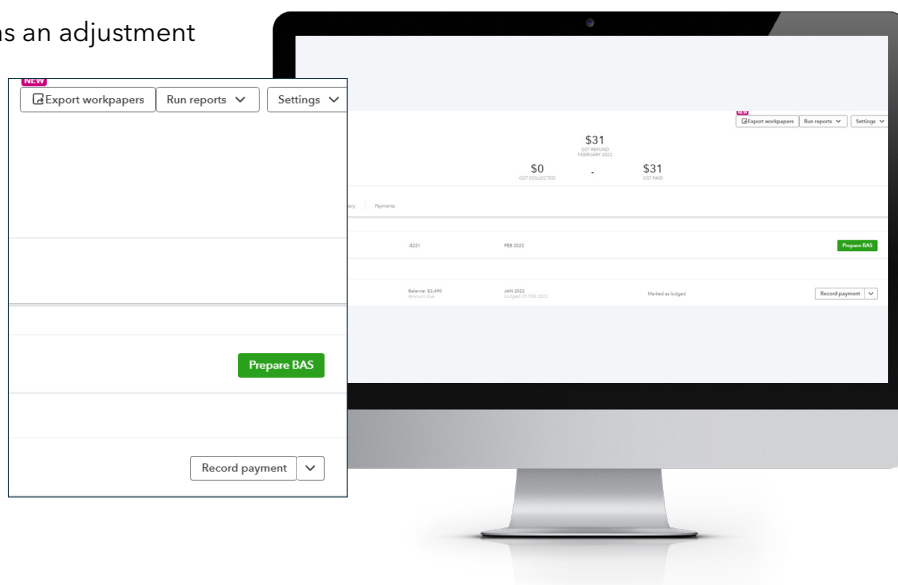 as an adjustment
NEW
Export workpapers
Run reports
Settings
Prepare BAS
Record payment
NEW
Export workpapers
Run reports
Settings
$31
GST REFUND
FEBRUARY 2022
$0
-
$31
GST COLLECTED
GST PAID
Payments
-$221
FEB 2022
Prepare BAS
Balance: $3,490
JAN 2022
Marked as lodged
Record payment
Amount due
Lodged 25 FEB 2022